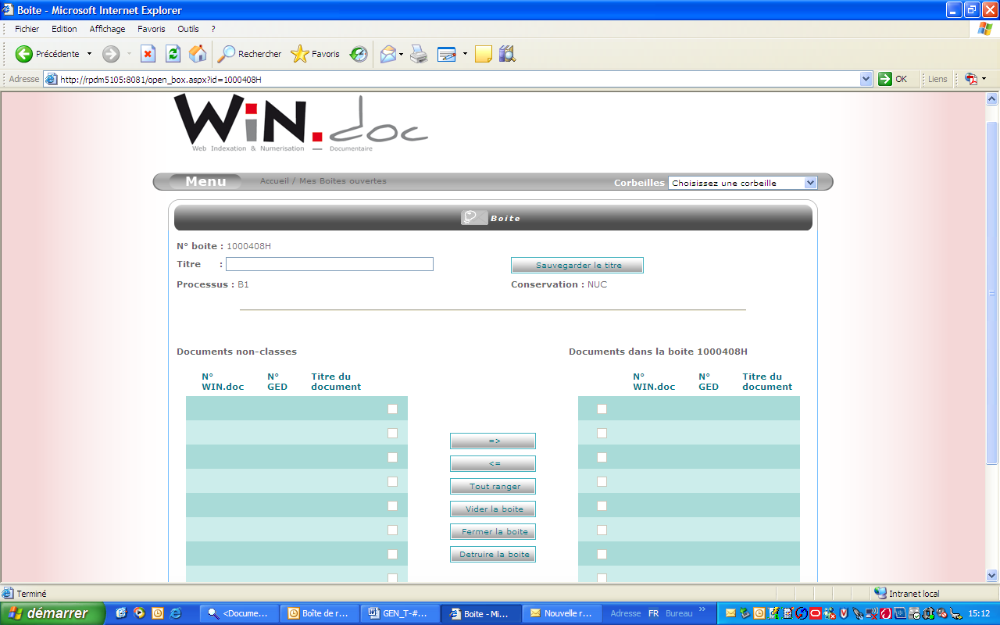 Boite - Microsoft Internet Explorer
Fichier Edition Affichage Favoris Outils ?
Précédente Rechercher Favoris
Adresse http://rpdm5105:8081/open_box.aspx?id=1000408H OK Liens
WiN.doc
Web Indexation & Numerisation — Documentaire
Menu Accueil / Mes Boites ouvertes Corbeilles Choisissez une corbeille
Boite
N° boite : 1000408H
Titre : Sauvegarder le titre
Processus : B1 Conservation : NUC
Documents non-classes Documents dans la boite 1000408H
N° WIN.doc N° GED Titre du document N° WIN.doc N° GED Titre du document
=>
<=
Tout ranger
Vider la boite
Fermer la boite
Detruire la boite
Terminé Intranet local
démarrer <Docume... Boîte de r... GEN_T-#... Boite - Mi... Nouvelle r... Adresse FR Bureau » 15:12